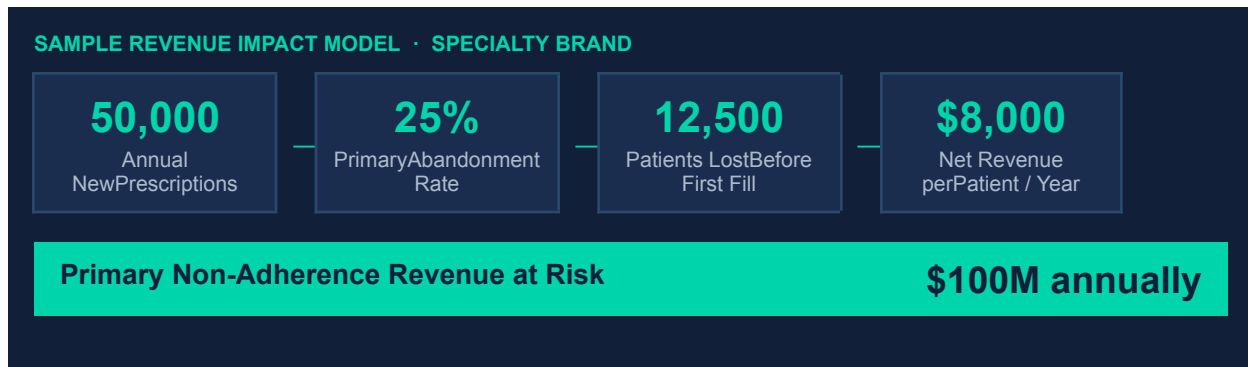 SAMPLE REVENUE IMPACT MODEL · SPECIALTY BRAND
50,000
Annual
NewPrescriptions
25%
PrimaryAbandonment
Rate
12,500
Patients LostBefore
First Fill
$8,000
Net Revenue
perPatient / Year
Primary Non-Adherence Revenue at Risk
$100M annually